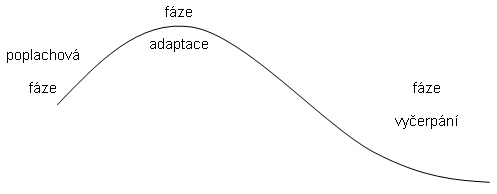 poplachová
fáze
fáze
adaptace
fáze
vyčerpání